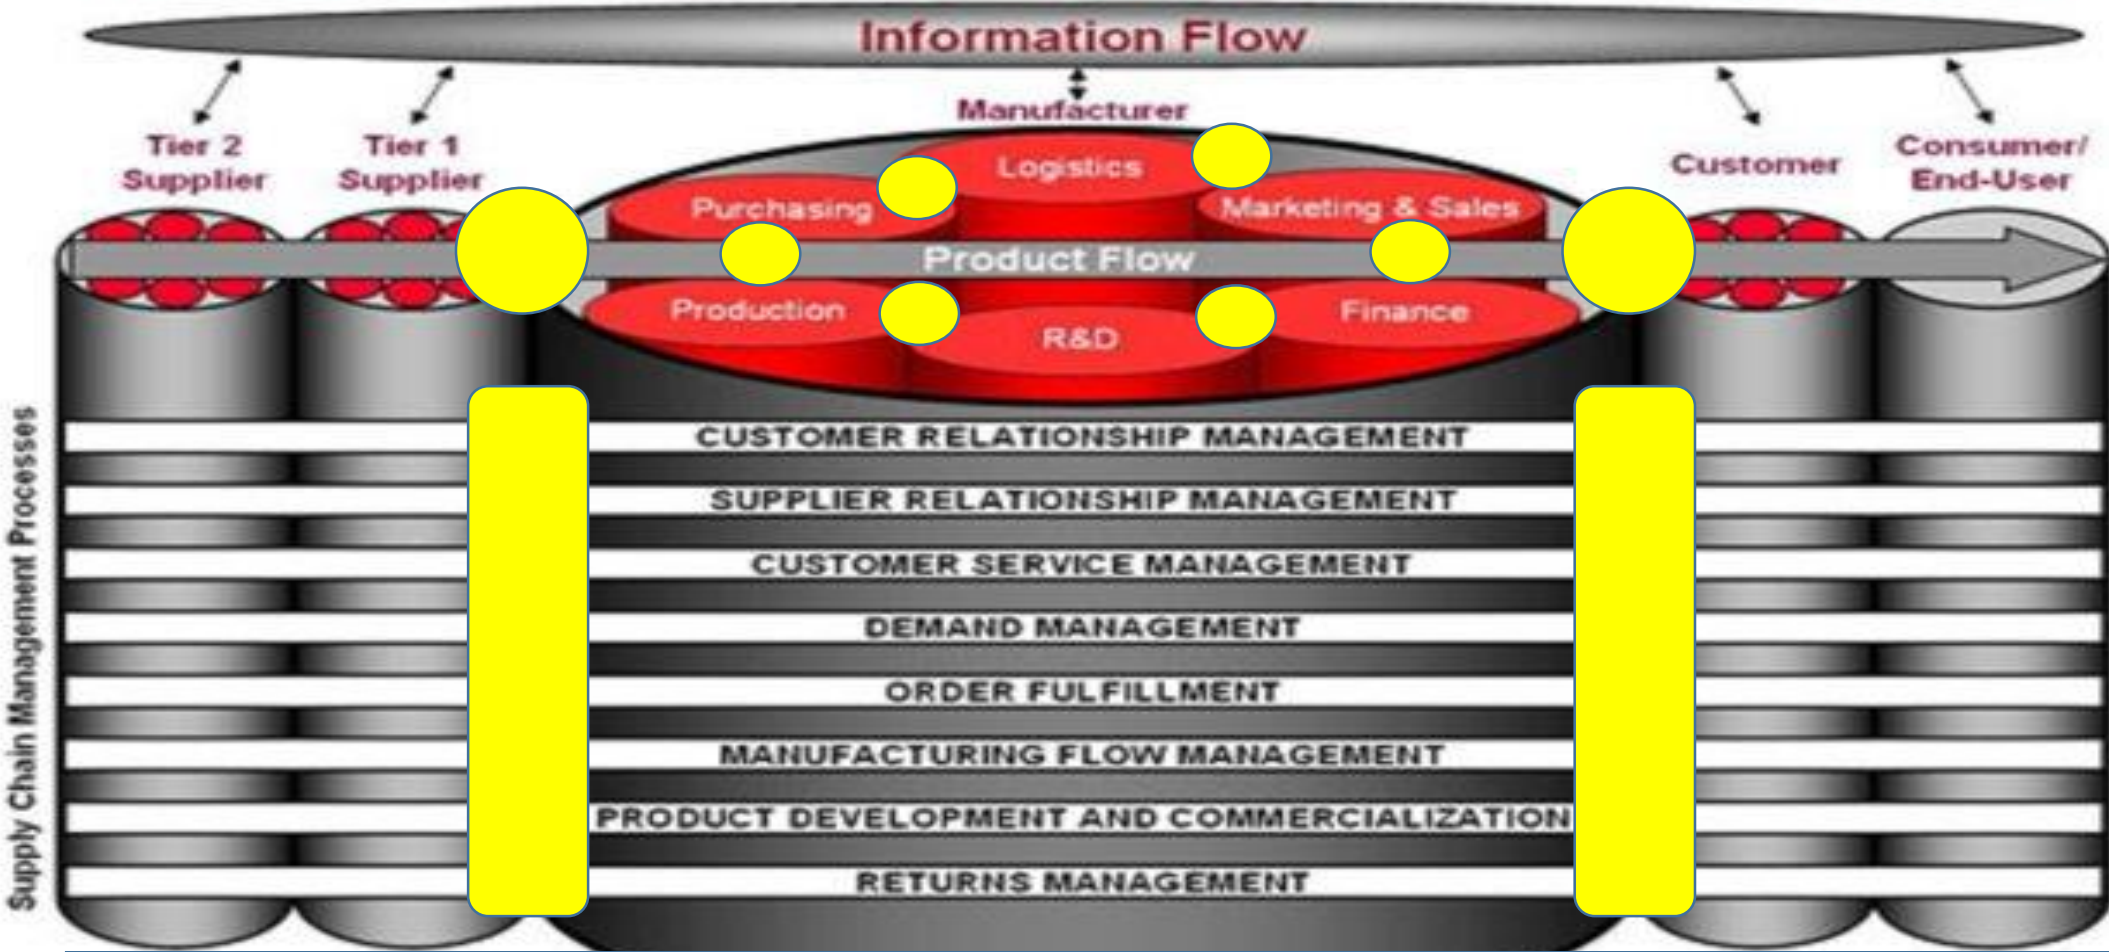 Information Flow
Manufacturer
Tier 2
Supplier
Tier 1
Supplier
Customer
Consumer/
End-User
Logistics
Purchasing
Marketing & Sales
Product Flow
Production
R&D
Finance
Supply Chain Management Processes
CUSTOMER RELATIONSHIP MANAGEMENT
SUPPLIER RELATIONSHIP MANAGEMENT
CUSTOMER SERVICE MANAGEMENT
DEMAND MANAGEMENT
ORDER FULFILLMENT
MANUFACTURING FLOW MANAGEMENT
PRODUCT DEVELOPMENT AND COMMERCIALIZATION
RETURNS MANAGEMENT